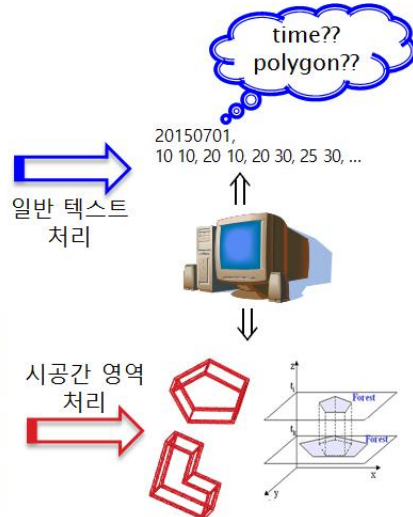 time??
polygon??
20150701,
10 10, 20 10, 20 30, 25 30, ...
일반 텍스트
처리
시공간 영역
처리
z
Forest
Forest
x
y